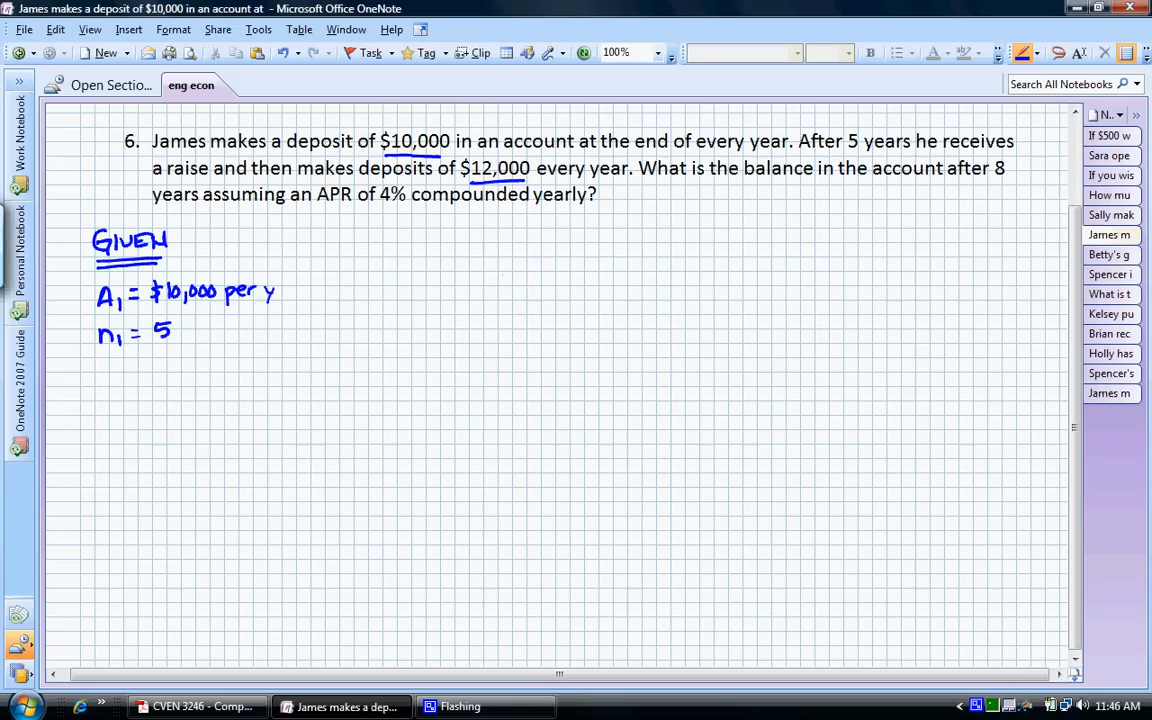 James makes a deposit of $10,000 in an account at - Microsoft Office OneNote
File Edit View Insert Format Share Tools Table Window Help
New Task Tag Clip 100% B A A
Open Sectio... eng econ Search All Notebooks
Work Notebook
Personal Notebook
OneNote 2007 Guide
6. James makes a deposit of $10,000 in an account at the end of every year. After 5 years he receives
a raise and then makes deposits of $12,000 every year. What is the balance in the account after 8
years assuming an APR of 4% compounded yearly?
GIVEN
A1 = $10,000 per y
n1 = 5
N..
If $500 w
Sara ope
If you wis
How mu
Sally mak
James m
Betty's g
Spencer i
What is t
Kelsey pu
Brian rec
Holly has
Spencer's
James m
CVEN 3246 - Comp... James makes a dep... Flashing 11:46 AM